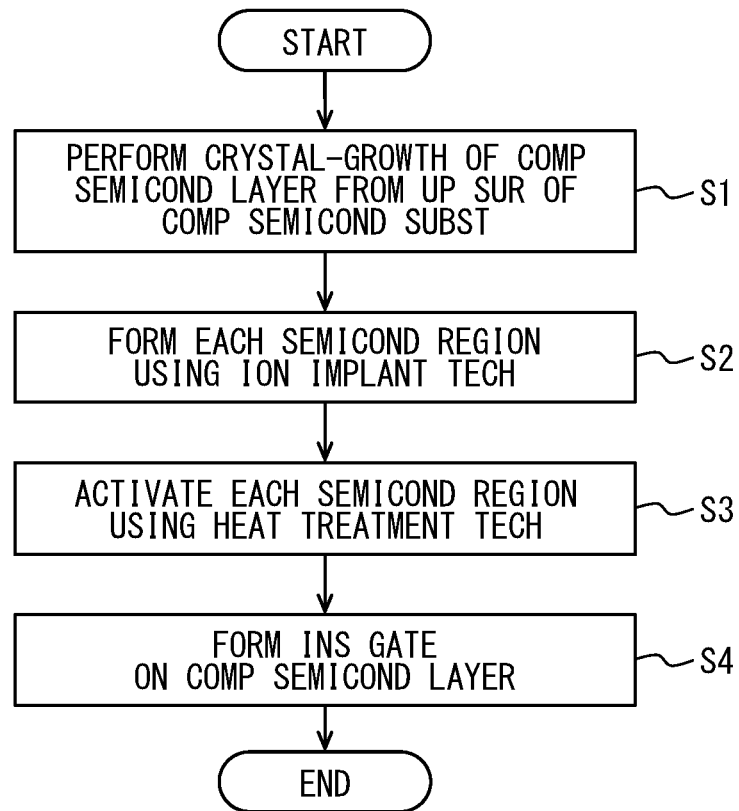 START
PERFORM CRYSTAL-GROWTH OF COMP
SEMICOND LAYER FROM UP SUR OF
COMP SEMICOND SUBST
S1
FORM EACH SEMICOND REGION
USING ION IMPLANT TECH
S2
ACTIVATE EACH SEMICOND REGION
USING HEAT TREATMENT TECH
S3
FORM INS GATE
ON COMP SEMICOND LAYER
S4
END